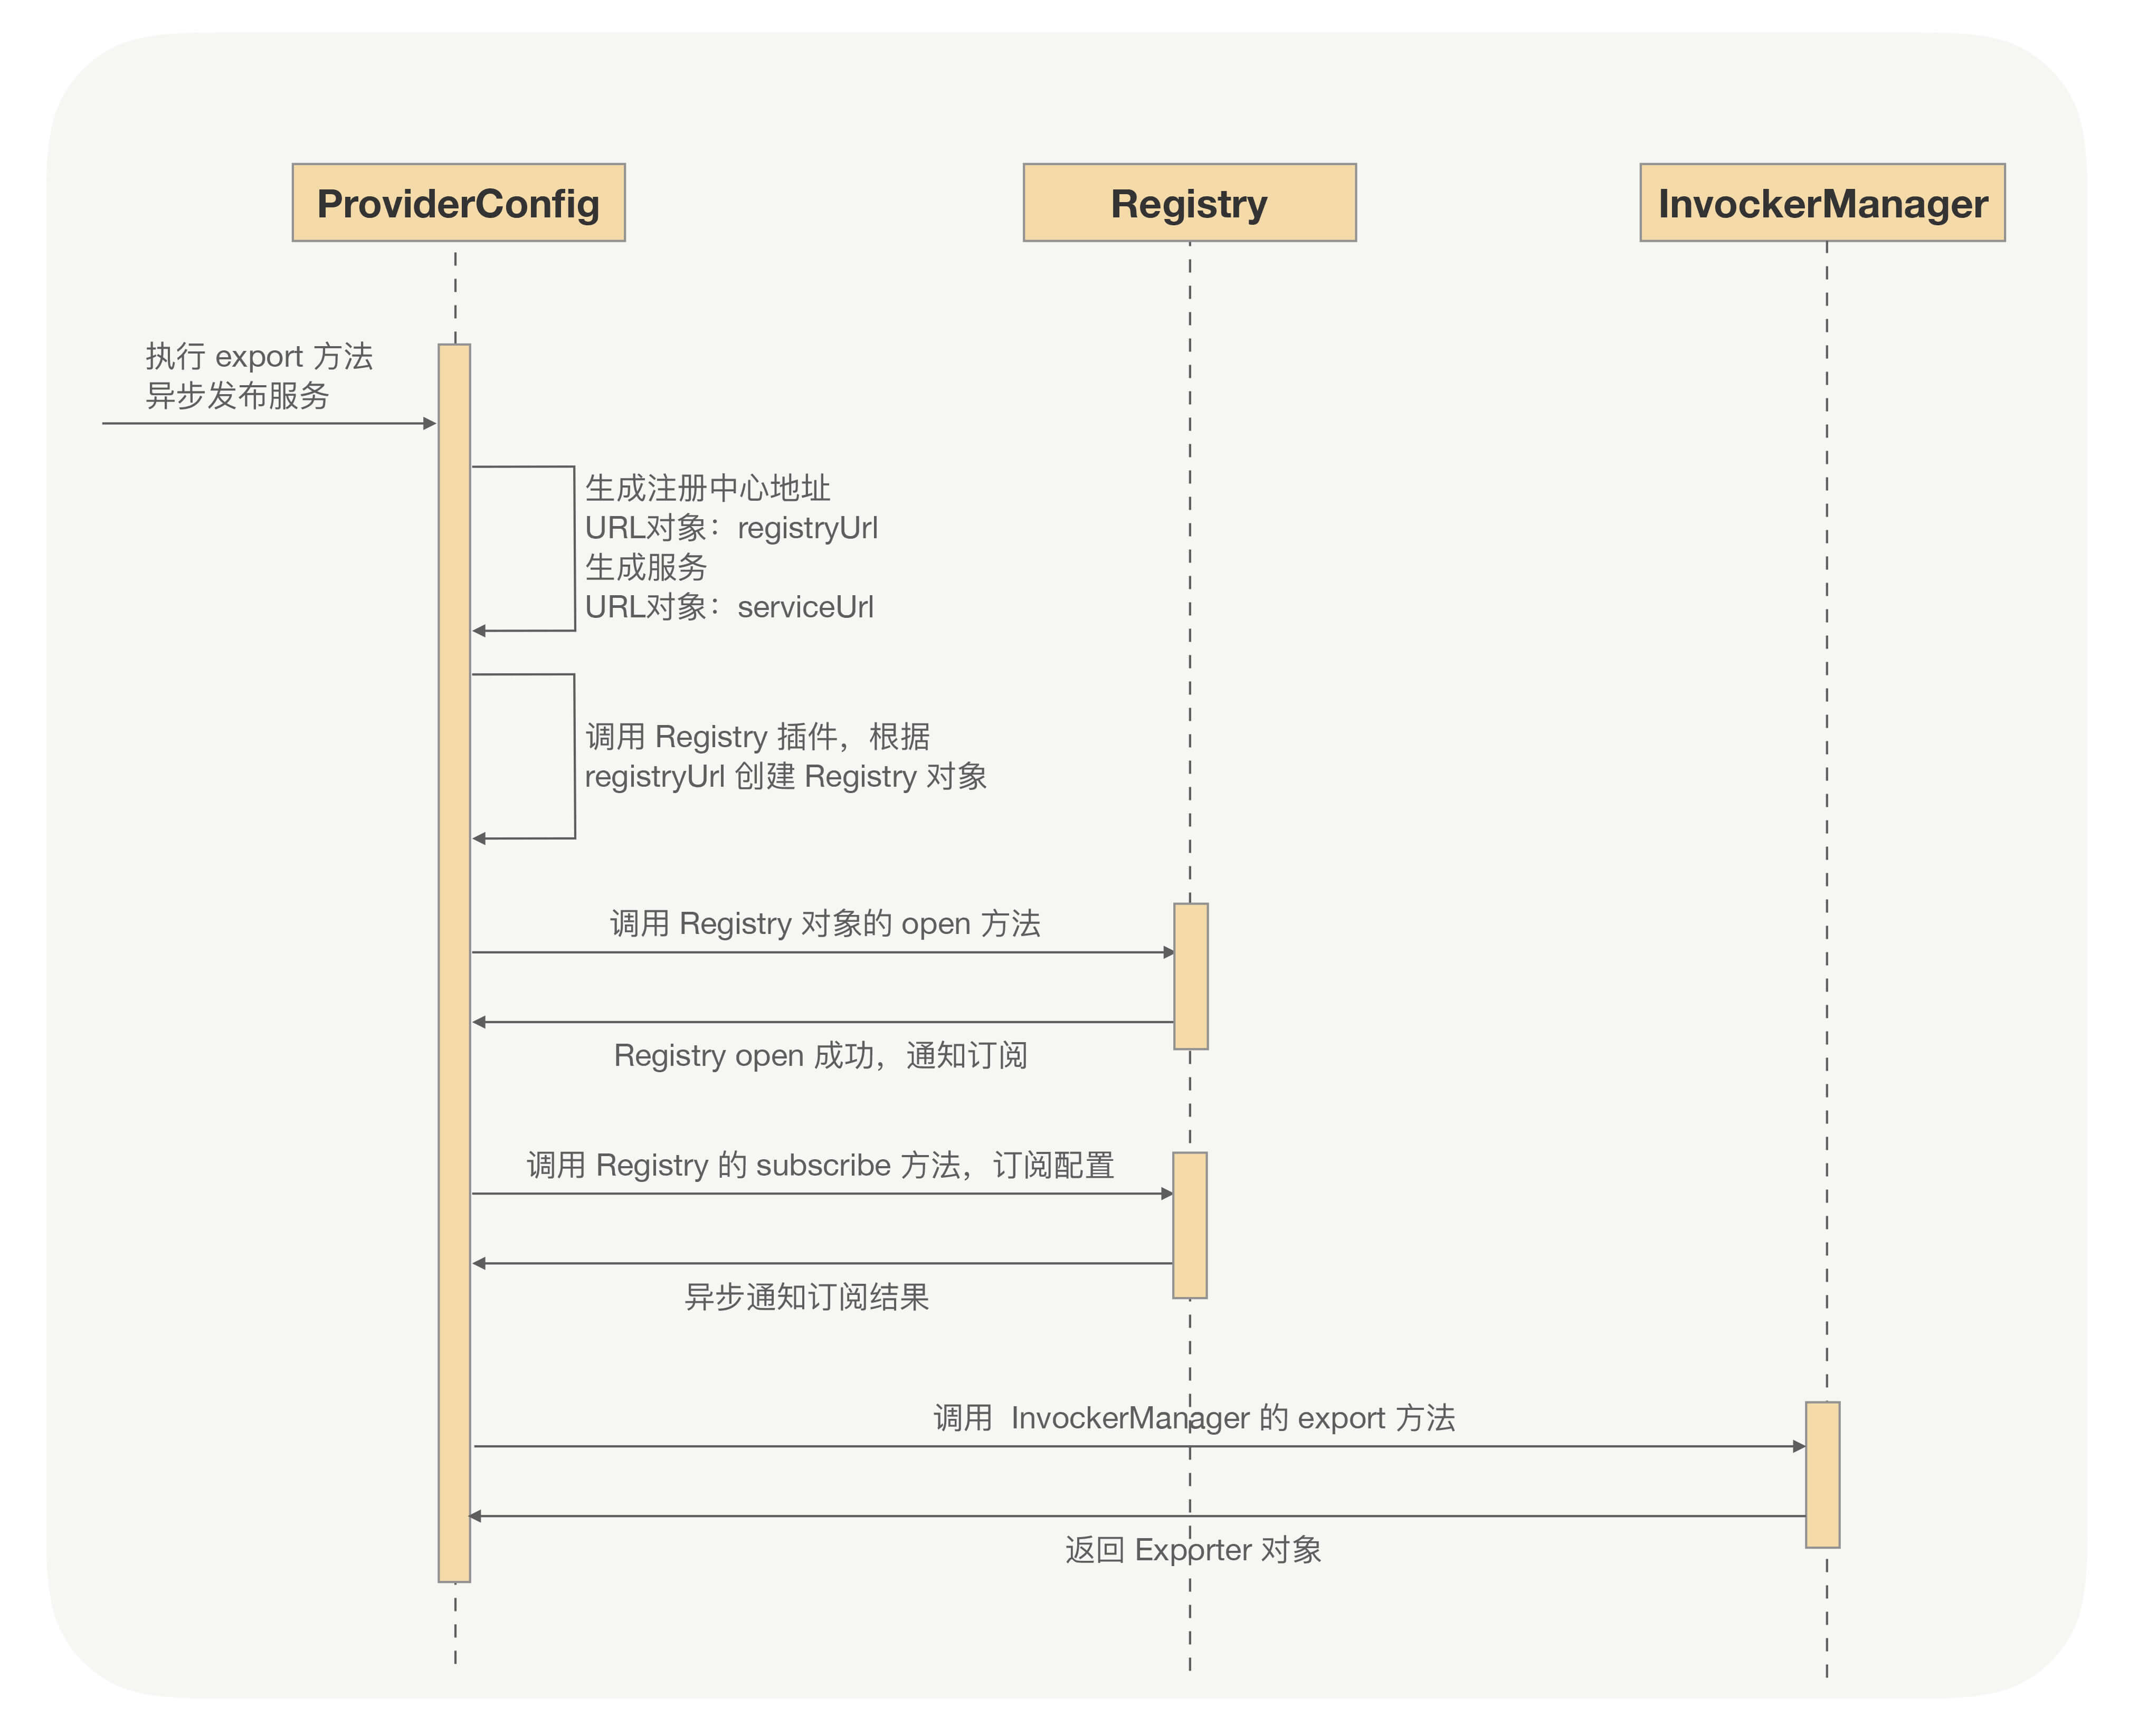 ProviderConfig
Registry
InvockerManager
执行 export 方法
异步发布服务
生成注册中心地址
URL对象：registryUrl
生成服务
URL对象：serviceUrl
调用 Registry 插件，根据
registryUrl 创建 Registry 对象
调用 Registry 对象的 open 方法
Registry open 成功，通知订阅
调用 Registry 的 subscribe 方法，订阅配置
异步通知订阅结果
调用 InvockerManager 的 export 方法
返回 Exporter 对象